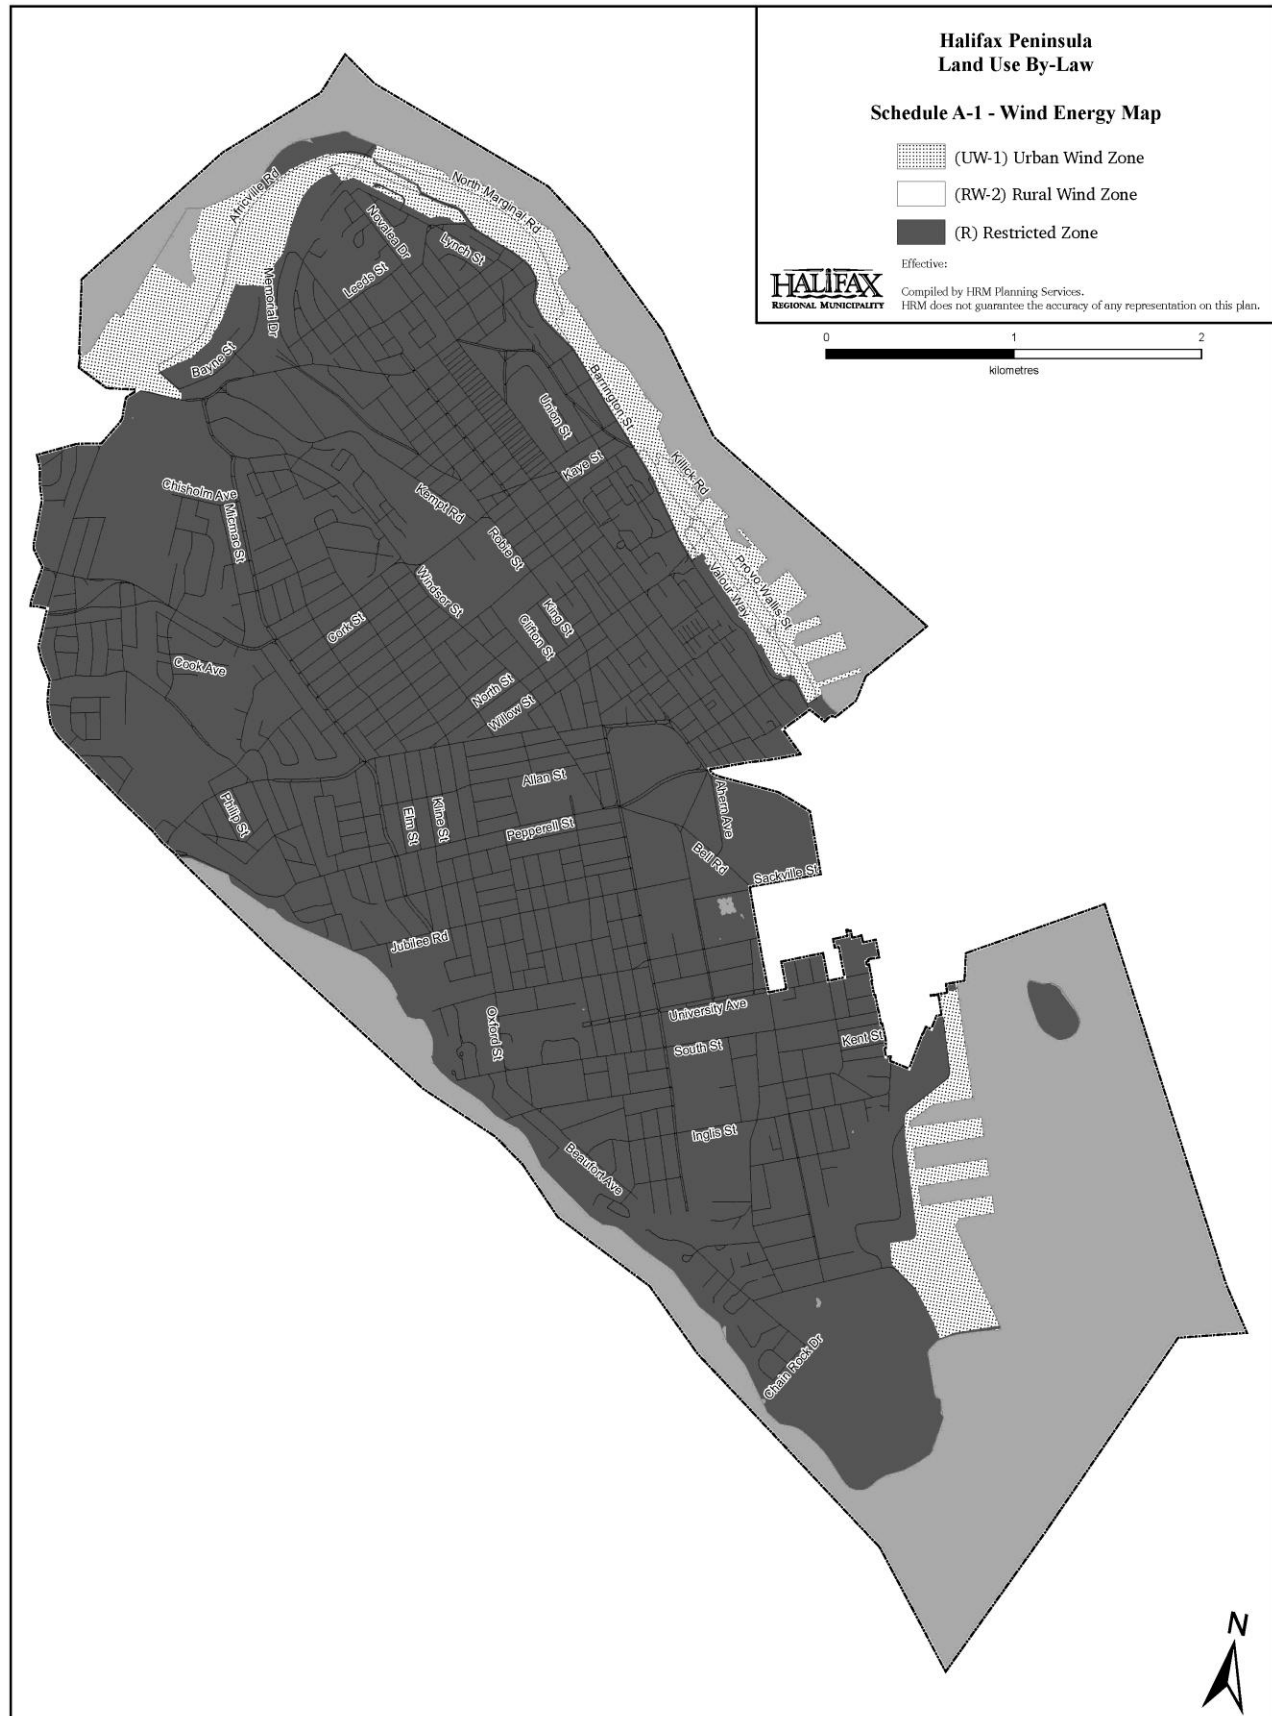 Halifax Peninsula
Land Use By-Law
Schedule A-1 - Wind Energy Map
(UW-1) Urban Wind Zone
(RW-2) Rural Wind Zone
(R) Restricted Zone
Effective:
HALIFAX
REGIONAL MUNICIPALITY
Compiled by HRM Planning Services.
HRM does not guarantee the accuracy of any representation on this plan.
0 1 2
kilometres
Africville Rd
North Marginal Rd
Novalea Dr
Lynch St
Leeds St
Memorial Dr
Bayne St
Barrington St
Union St
Kaye St
Killick Rd
Chisholm Ave
Micmac St
Kempt Rd
Robie St
Provo Wallis St
Valour Way
Windsor St
Cork St
King St
Clifton St
Cook Ave
North St
Willow St
Allan St
Ahern Ave
Philip St
Elm St
Kline St
Pepperell St
Bell Rd
Sackville St
Jubilee Rd
University Ave
Oxford St
South St
Kent St
Inglis St
Beaufort Ave
Chain Rock Dr
N